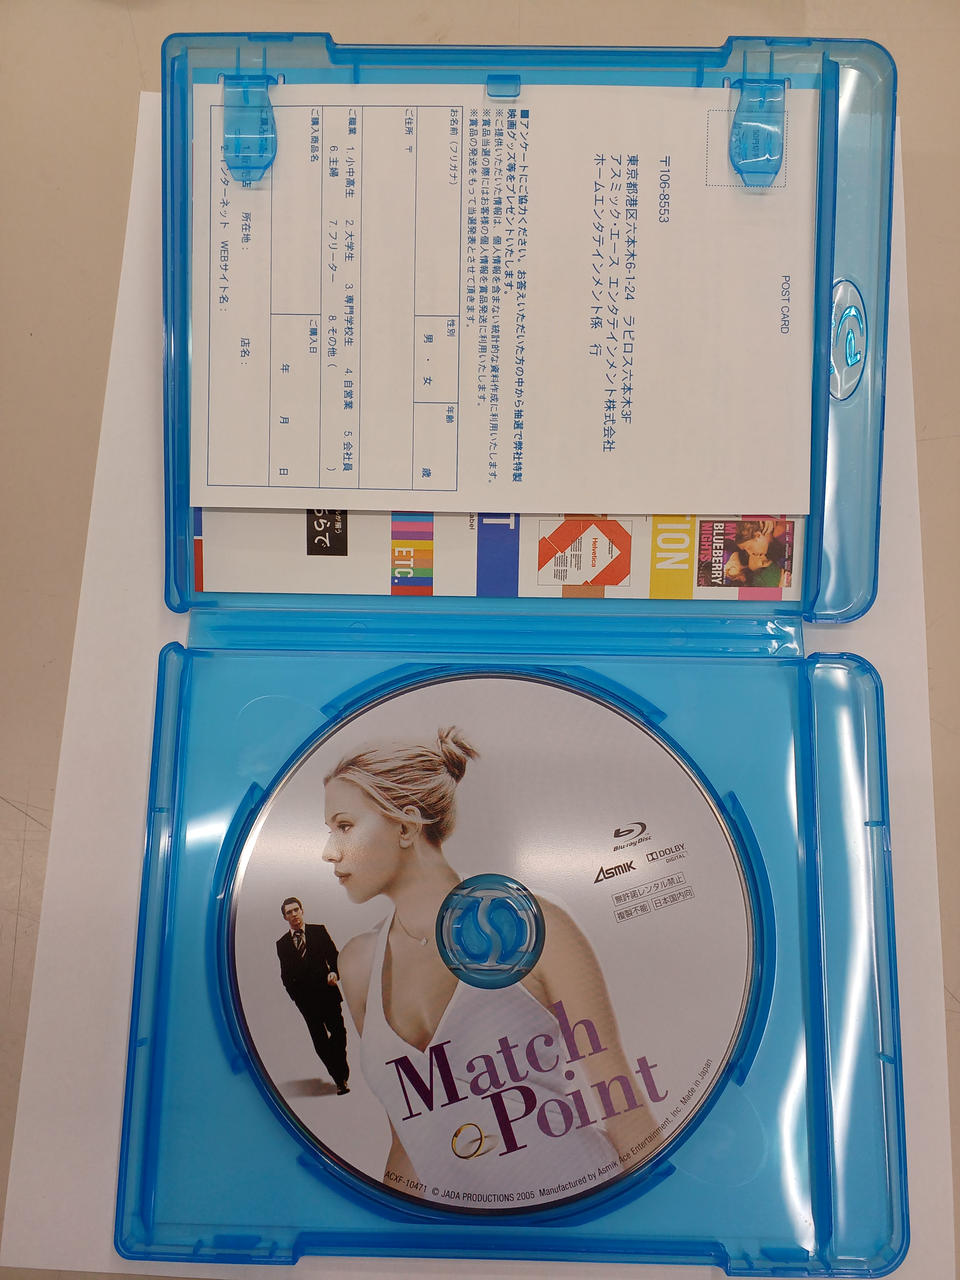 POST CARD
〒106-8553
東京都港区六本木6-1-24 ラピロス六本木3F
アスミック・エース エンタテインメント株式会社
ホームエンタテインメント係 行
■アンケートにご協力ください。お答えいただいた方の中から抽選で弊社特製
映画グッズ等をプレゼントいたします。
※ご提供いただいた情報は、個人情報を含まない統計的な資料作成に利用いたします。
※賞品当選の際にはお客様の個人情報を賞品発送に利用いたします。
※賞品の発送をもって当選発表とさせて頂きます。
お名前(フリガナ)
性別
男 ・ 女
年齢
歳
ご住所 〒
ご職業 1. 小中高生 2. 大学生 3. 専門学校生 4. 自営業 5. 会社員
6. 主婦 7. フリーター 8. その他( )
ご購入商品名
ご購入日
年 月 日
所在地: 店名:
ンターネット WEBサイト名:
ETC.
Helvetica
TION
MY
BLUEBERRY
NIGHTS
Blu-ray Disc
ASMIK
DOLBY
DIGITAL
無許諾レンタル禁止
複製不能 日本国内向
Match
Point
ACXF-10471 © JADA PRODUCTIONS 2005 Manufactured by Asmik Ace Entertainment, Inc. Made in Japan